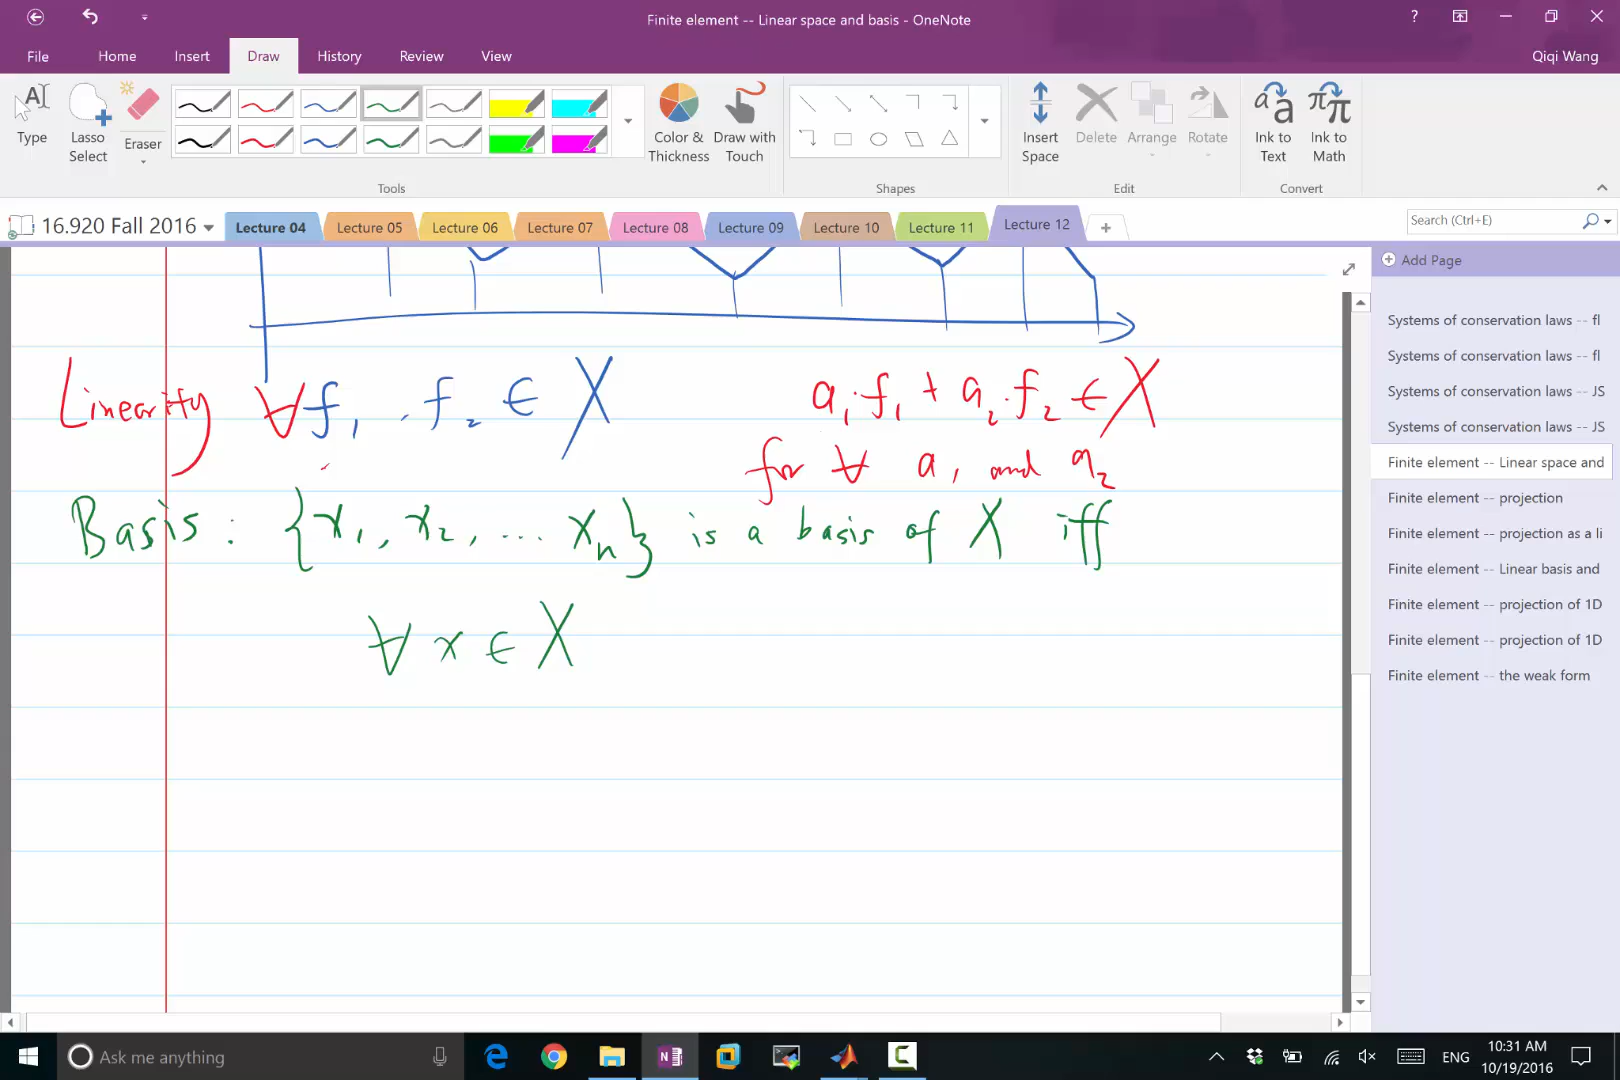 Finite element -- Linear space and basis - OneNote
?
File Home Insert Draw History Review View
Qiqi Wang
Type
Lasso Select
Eraser
Color & Thickness
Draw with Touch
Insert Space
Delete
Arrange
Rotate
Ink to Text
Ink to Math
Tools
Shapes
Edit
Convert
16.920 Fall 2016
Lecture 04 Lecture 05 Lecture 06 Lecture 07 Lecture 08 Lecture 09 Lecture 10 Lecture 11 Lecture 12 +
Search (Ctrl+E)
Add Page
Systems of conservation laws -- fl
Systems of conservation laws -- fl
Systems of conservation laws -- JS
Systems of conservation laws -- JS
Finite element -- Linear space and
Finite element -- projection
Finite element -- projection as a li
Finite element -- Linear basis and
Finite element -- projection of 1D
Finite element -- projection of 1D
Finite element -- the weak form
Linearity ∀ f₁, f₂ ∈ X a₁·f₁ + a₂·f₂ ∈ X
for ∀ a₁ and a₂
Basis: {x₁, x₂, ... xₙ} is a basis of X iff
∀ x ∈ X
Ask me anything
ENG
10:31 AM
10/19/2016